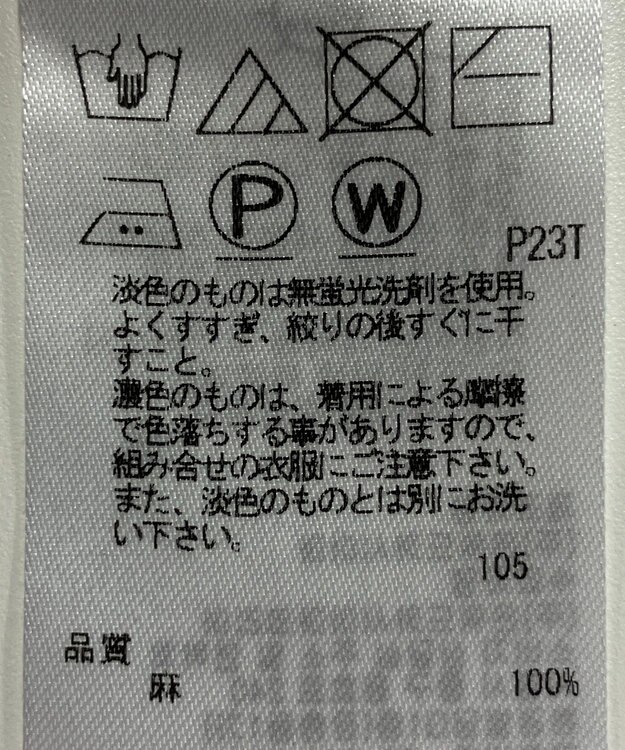 P
W
P23T
淡色のものは無蛍光洗剤を使用。
よくすすぎ、絞りの後すぐに干
すこと。
濃色のものは、着用による摩擦
で色落ちする事がありますので、
組み合せの衣服にご注意下さい。
また、淡色のものとは別にお洗
い下さい。
105
品質
麻 100%